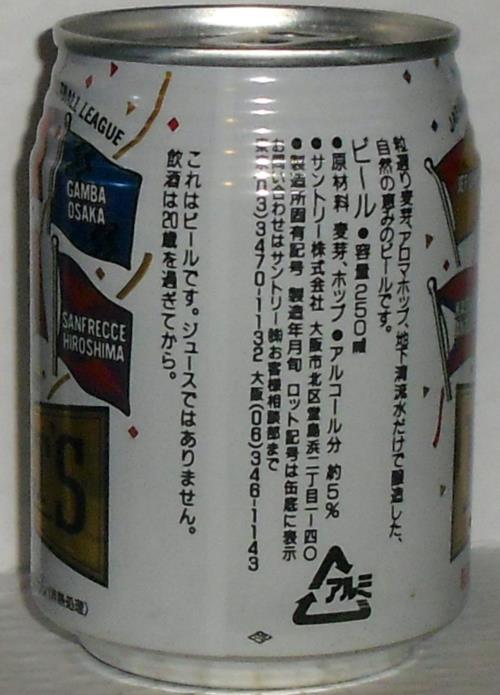 BALL LEAGUE
GAMBA
OSAKA
SANFRECCE
HIROSHIMA
'S
粒選り麦芽、アロマホップ、地下清流水だけで醸造した、
自然の恵みのビールです。
ビール ●容量250ml
●原材料 麦芽、ホップ ●アルコール分 約5%
●サントリー株式会社 大阪市北区堂島浜二丁目一一四〇
●製造所固有記号 製造年月旬 ロット記号は缶底に表示
お問い合わせはサントリー㈱お客様相談部まで
東京(03)3470-1132 大阪(06)346-1143
これはビールです。ジュースではありません。
飲酒は20歳を過ぎてから。
アルミ